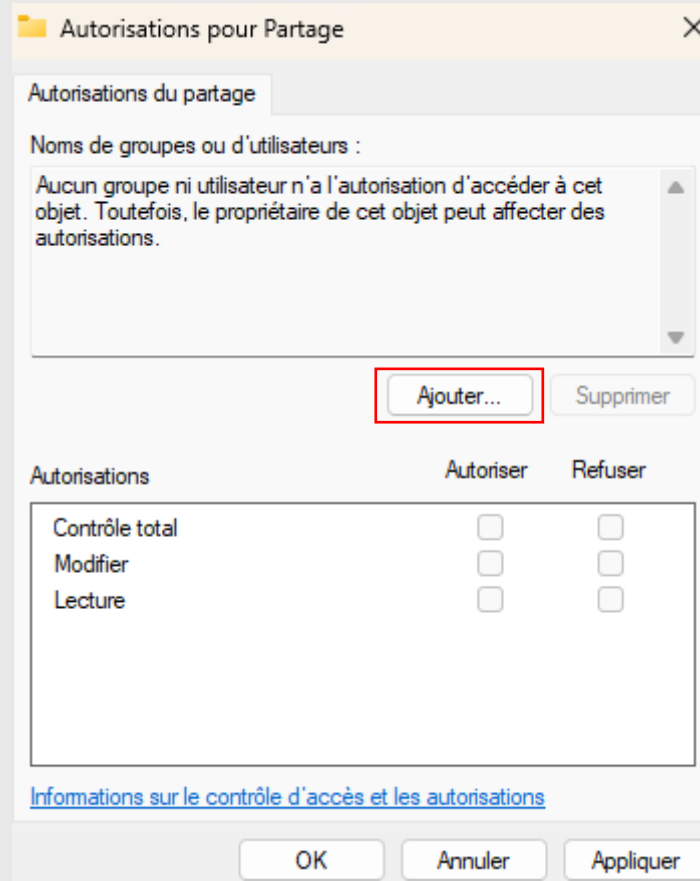 Autorisations pour Partage
Autorisations du partage
Noms de groupes ou d'utilisateurs :
Aucun groupe ni utilisateur n'a l'autorisation d'accéder à cet
objet. Toutefois, le propriétaire de cet objet peut affecter des
autorisations.
Ajouter... Supprimer
Autorisations Autoriser Refuser
Contrôle total
Modifier
Lecture
Informations sur le contrôle d'accès et les autorisations
OK Annuler Appliquer